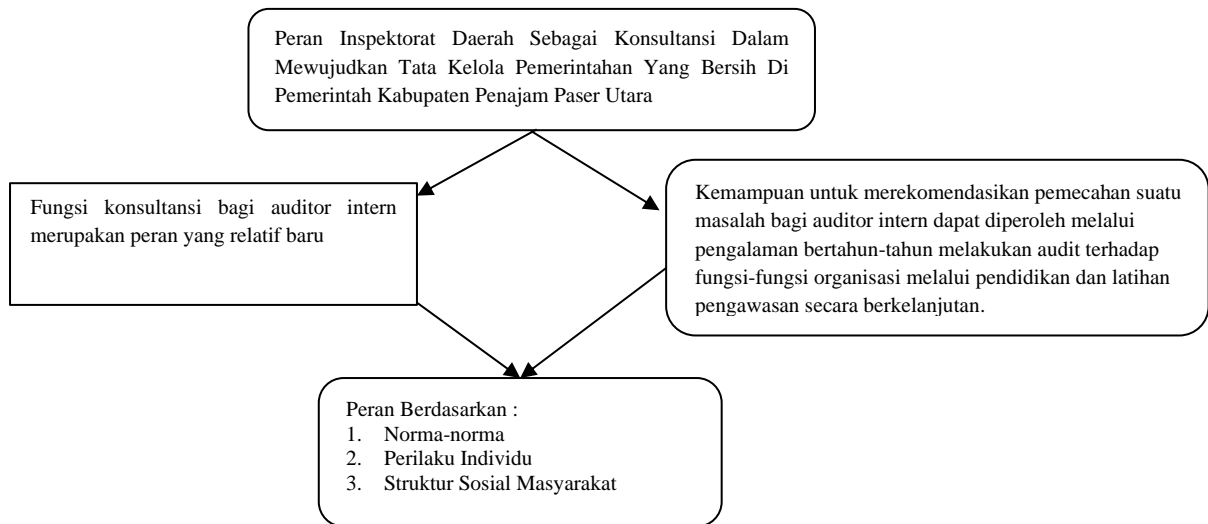 Peran Inspektorat Daerah Sebagai Konsultansi Dalam
Mewujudkan Tata Kelola Pemerintahan Yang Bersih Di
Pemerintah Kabupaten Penajam Paser Utara
Fungsi konsultansi bagi auditor intern
merupakan peran yang relatif baru
Kemampuan untuk merekomendasikan pemecahan suatu
masalah bagi auditor intern dapat diperoleh melalui
pengalaman bertahun-tahun melakukan audit terhadap
fungsi-fungsi organisasi melalui pendidikan dan latihan
pengawasan secara berkelanjutan.
Peran Berdasarkan :
1. Norma-norma
2. Perilaku Individu
3. Struktur Sosial Masyarakat